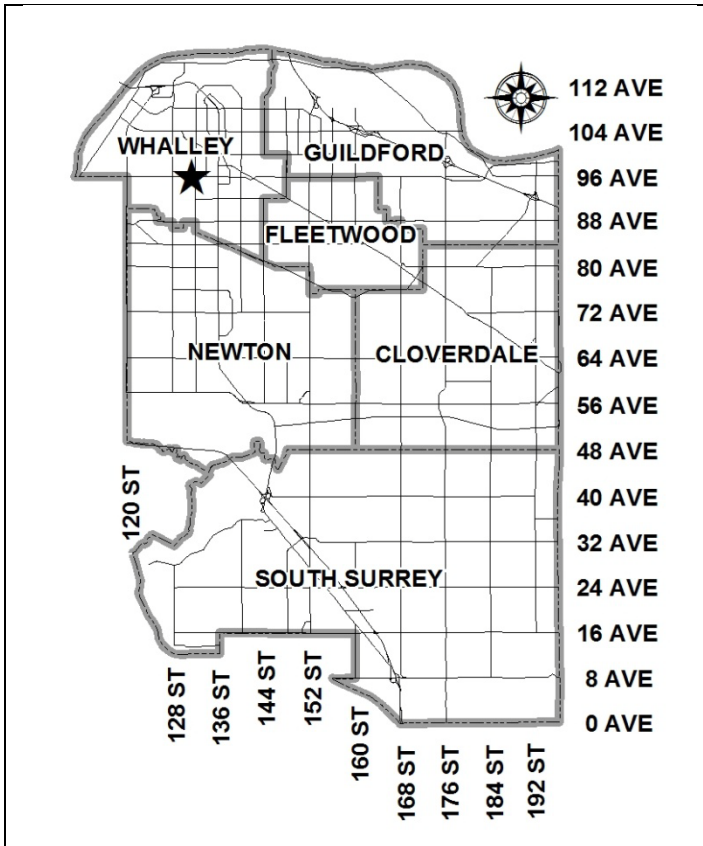 112 AVE
104 AVE
WHALLEY
GUILDFORD
96 AVE
88 AVE
FLEETWOOD
80 AVE
72 AVE
NEWTON
CLOVERDALE
64 AVE
56 AVE
48 AVE
120 ST
40 AVE
32 AVE
SOUTH SURREY
24 AVE
16 AVE
8 AVE
0 AVE
128 ST
136 ST
144 ST
152 ST
160 ST
168 ST
176 ST
184 ST
192 ST